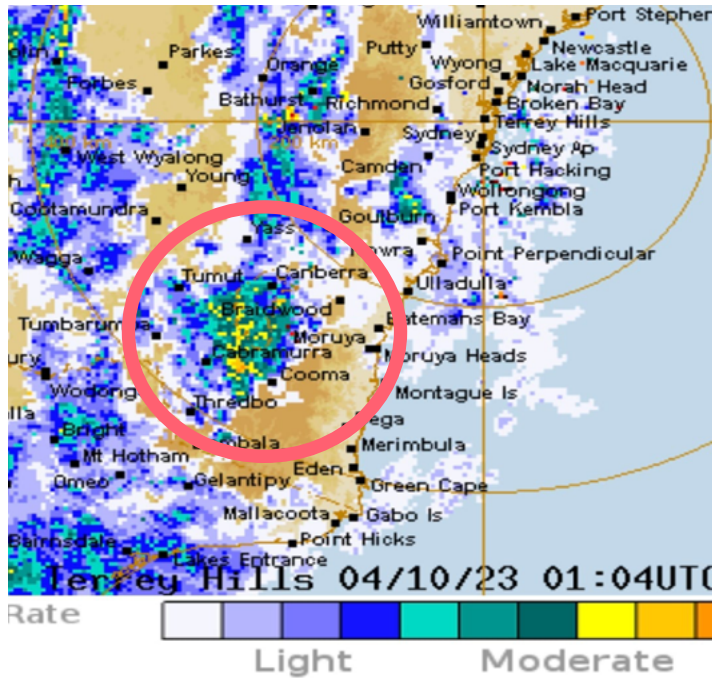 Port Stephen
Williamtown
Parkes
Putty
Newcastle
Orange
Wyong
Lake Macquarie
Forbes
Gosford
Norah Head
Bathurst
Richmond
Broken Bay
Terrey Hills
Jenolan
Sydney
Sydney Ap
West Wyalong
Camden
Port Hacking
Young
Wollongong
Cootamundra
Goulburn
Port Kembla
Yass
Nowra
Wagga
Point Perpendicular
Tumut
Canberra
Ulladulla
Braidwood
Tumbarumba
Batemans Bay
Moruya
Cabramurra
Moruya Heads
Cooma
Wodong
Montague Is
Thredbo
Bega
Bright
Bombala
Merimbula
Mt Hotham
Eden
Omeo
Gelantipy
Green Cape
Mallacoota
Gabo Is
Bairnsdale
Point Hicks
Lakes Entrance
Terrey Hills 04/10/23 01:04UTC
Rate
Light Moderate